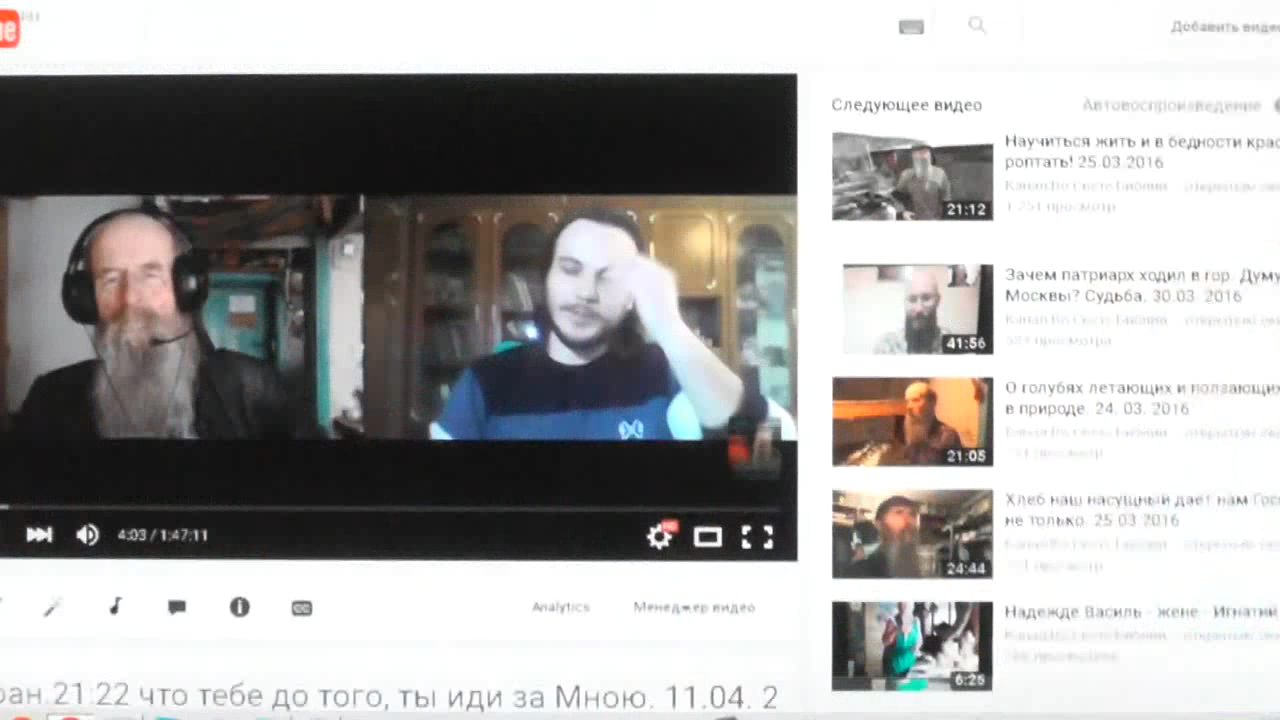 Добавить видео
Следующее видео
Автовоспроизведение
Научиться жить и в бедности крас
роптать! 25.03.2016
21:12
Зачем патриарх ходил в гор. Думу
Москвы? Судьба. 30.03. 2016
41:56
О голубях летающих и ползающих
в природе. 24. 03. 2016
21:05
Хлеб наш насущный дает нам Гос
не только. 25 03 2016
24:44
Надежде Василь - жене - Игнатий
6:25
4:03 / 1:47:11
Analytics
Менеджер видео
ран.21:22 что тебе до того, ты иди за Мною. 11.04. 2